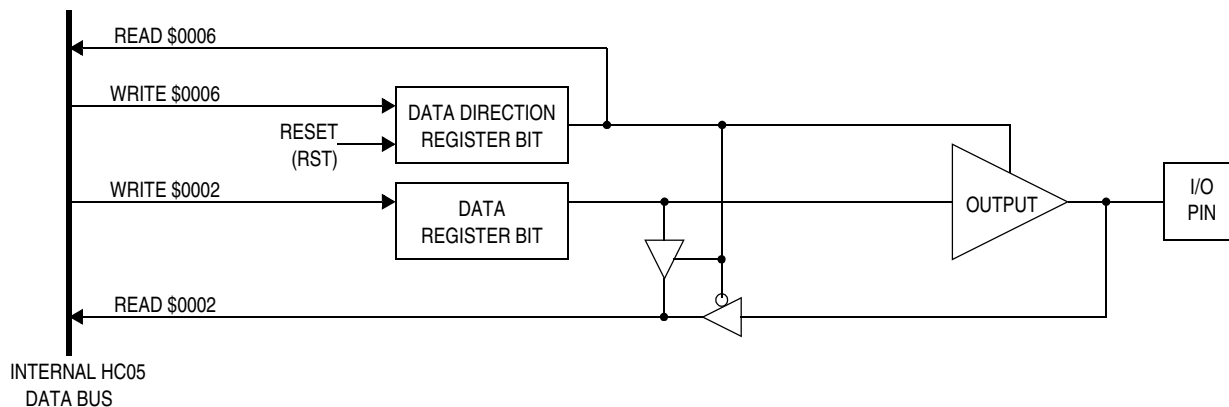 READ $0006
WRITE $0006
RESET
(RST)
DATA DIRECTION
REGISTER BIT
WRITE $0002
DATA
REGISTER BIT
OUTPUT
I/O
PIN
READ $0002
INTERNAL HC05
DATA BUS